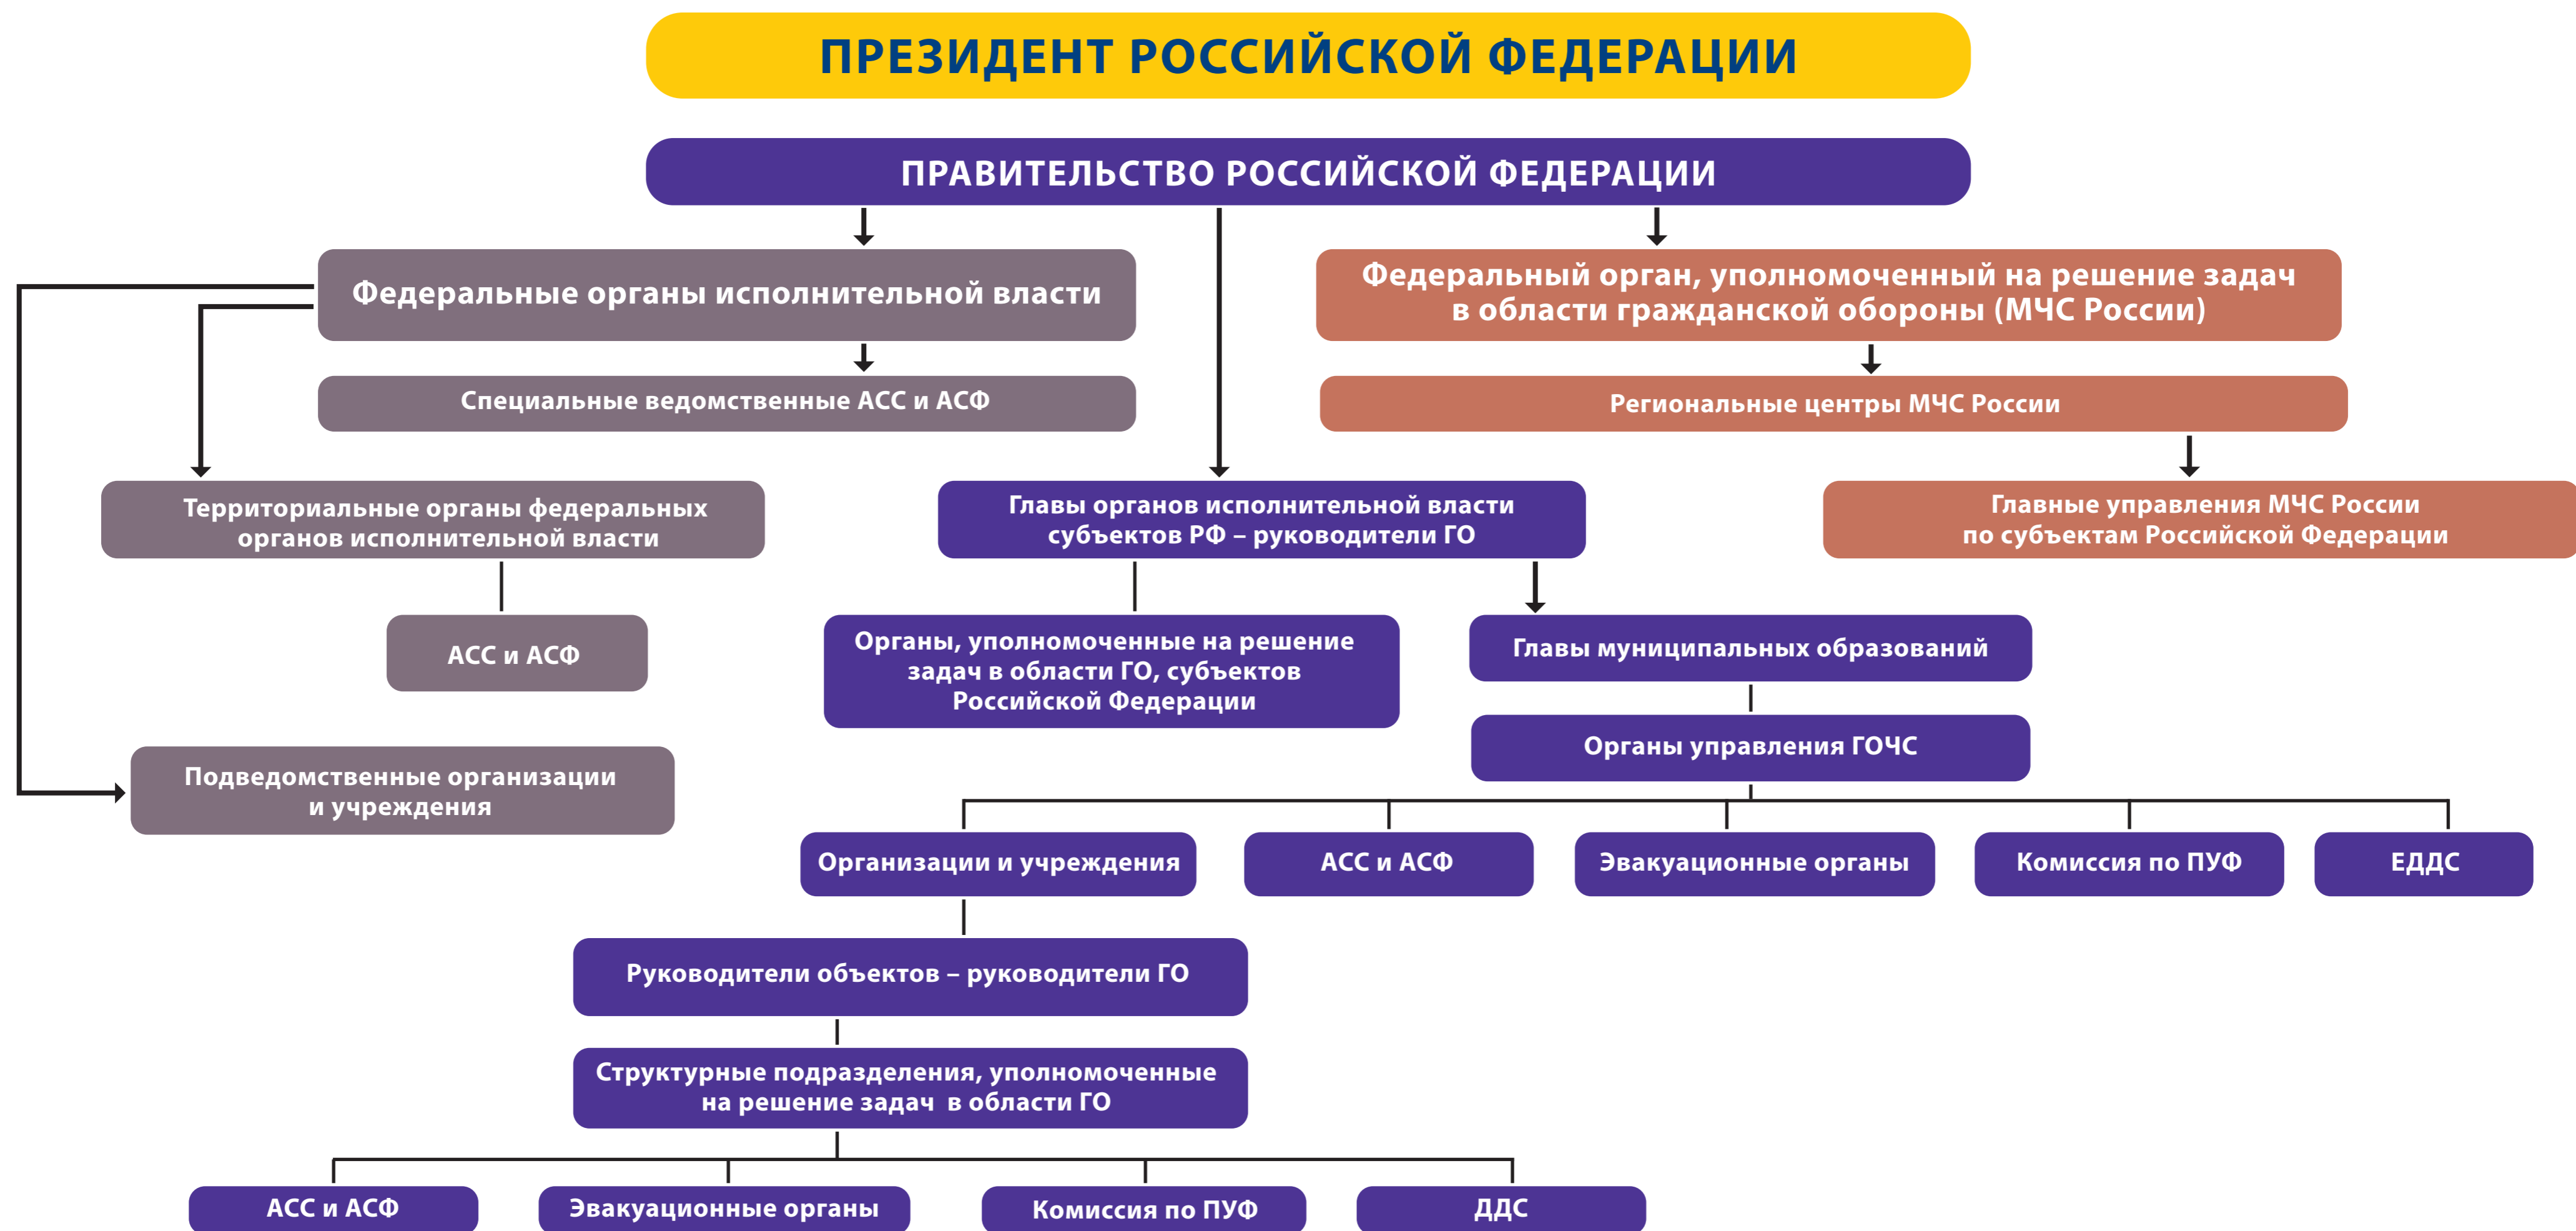 ПРЕЗИДЕНТ РОССИЙСКОЙ ФЕДЕРАЦИИ
ПРАВИТЕЛЬСТВО РОССИЙСКОЙ ФЕДЕРАЦИИ
Федеральные органы исполнительной власти
Федеральный орган, уполномоченный на решение задач
в области гражданской обороны (МЧС России)
Специальные ведомственные АСС и АСФ
Региональные центры МЧС России
Территориальные органы федеральных
органов исполнительной власти
Главы органов исполнительной власти
субъектов РФ – руководители ГО
Главные управления МЧС России
по субъектам Российской Федерации
АСС и АСФ
Органы, уполномоченные на решение
задач в области ГО, субъектов
Российской Федерации
Главы муниципальных образований
Органы управления ГОЧС
Подведомственные организации
и учреждения
Организации и учреждения
АСС и АСФ
Эвакуационные органы
Комиссия по ПУФ
ЕДДС
Руководители объектов – руководители ГО
Структурные подразделения, уполномоченные
на решение задач в области ГО
АСС и АСФ
Эвакуационные органы
Комиссия по ПУФ
ДДС